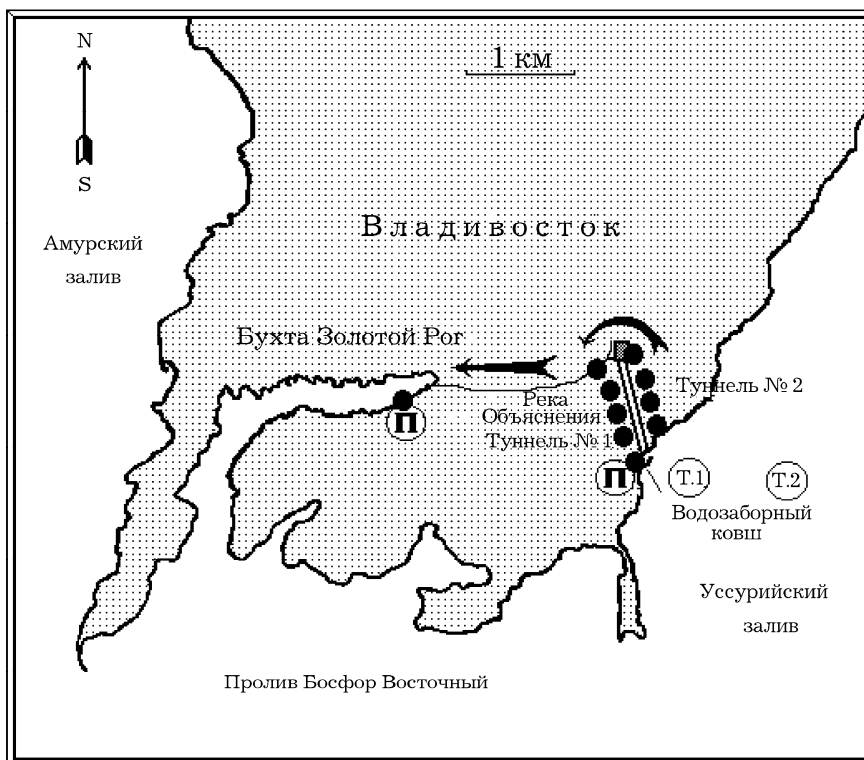 N
1 км
S
Владивосток
Амурский
залив
Бухта Золотой Рог
Туннель № 2
Река
Объяснения
Туннель № 1
П
П
Т.1
Т.2
Водозаборный
ковш
Уссурийский
залив
Пролив Босфор Восточный